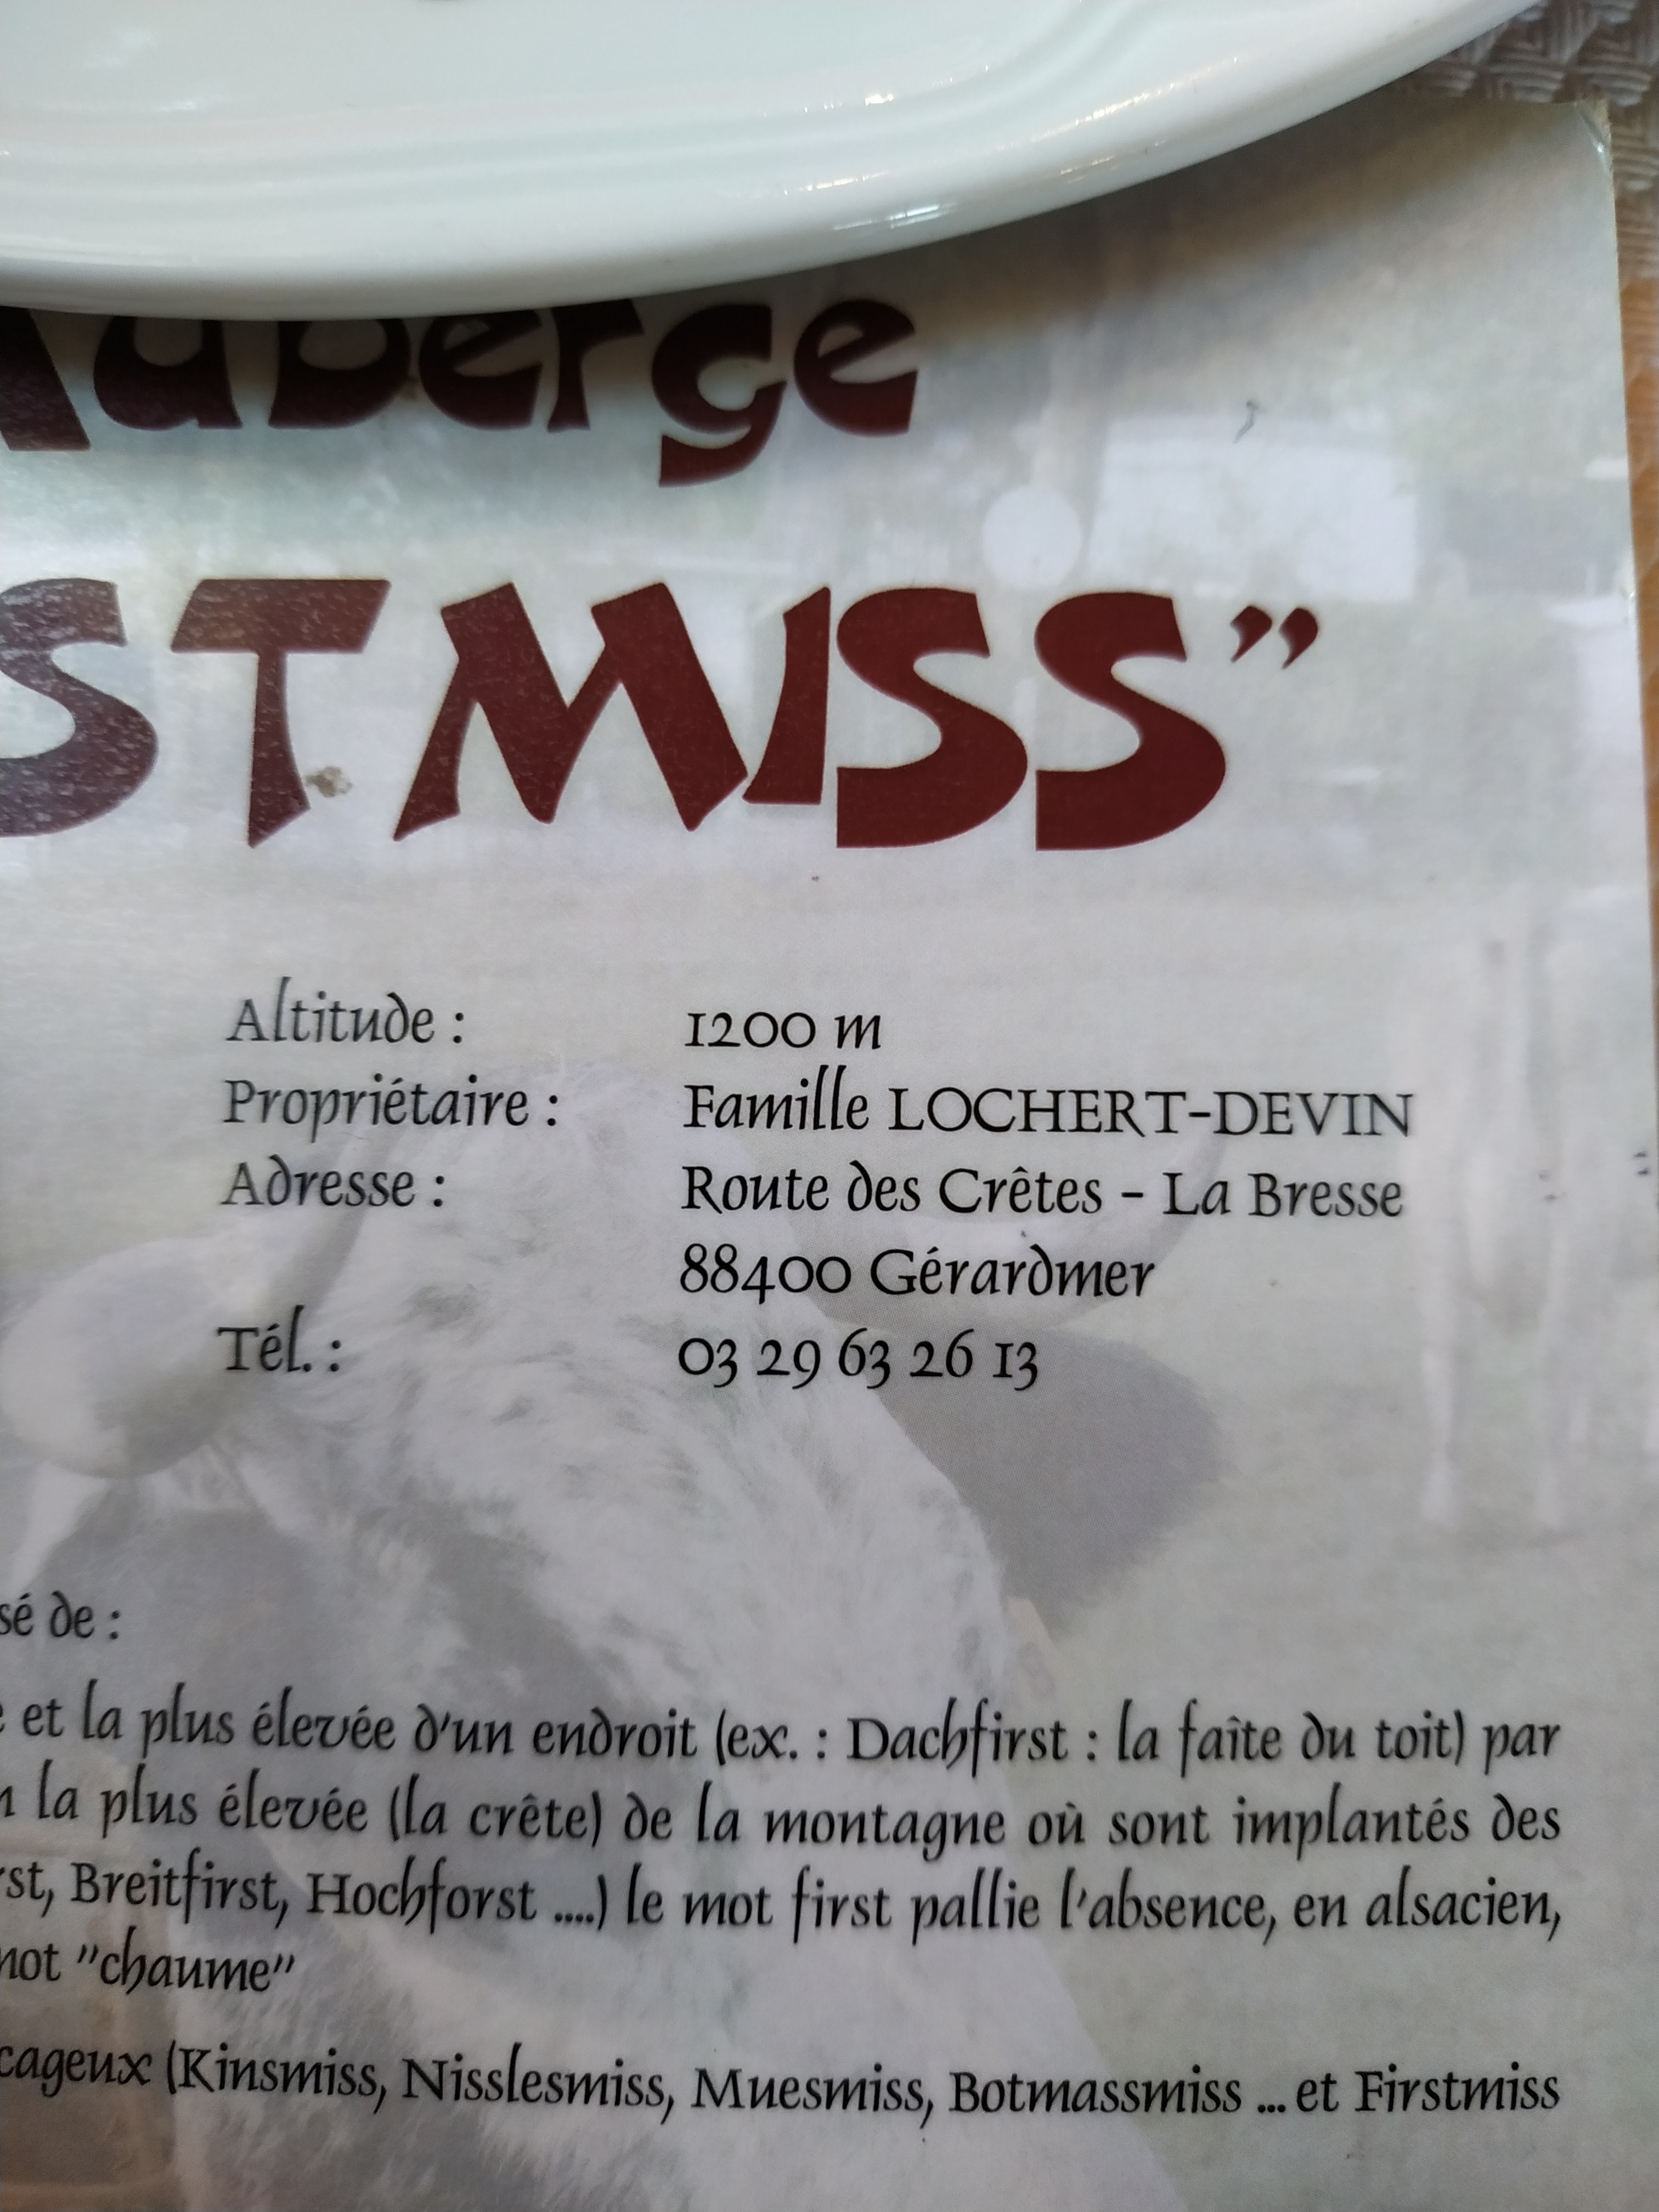 Auberge
ST MISS”
Altitude : 1200 m
Propriétaire : Famille LOCHERT-DEVIN
Adresse : Route des Crêtes - La Bresse
88400 Gérardmer
Tél. : 03 29 63 26 13
sé de :
et la plus élevée d'un endroit (ex. : Dachfirst : la faîte du toit) par
la plus élevée (la crête) de la montagne où sont implantés des
rst, Breitfirst, Hochforst ....) le mot first pallie l'absence, en alsacien,
mot "chaume"
cageux (Kinsmiss, Nisslesmiss, Muesmiss, Botmassmiss ... et Firstmiss